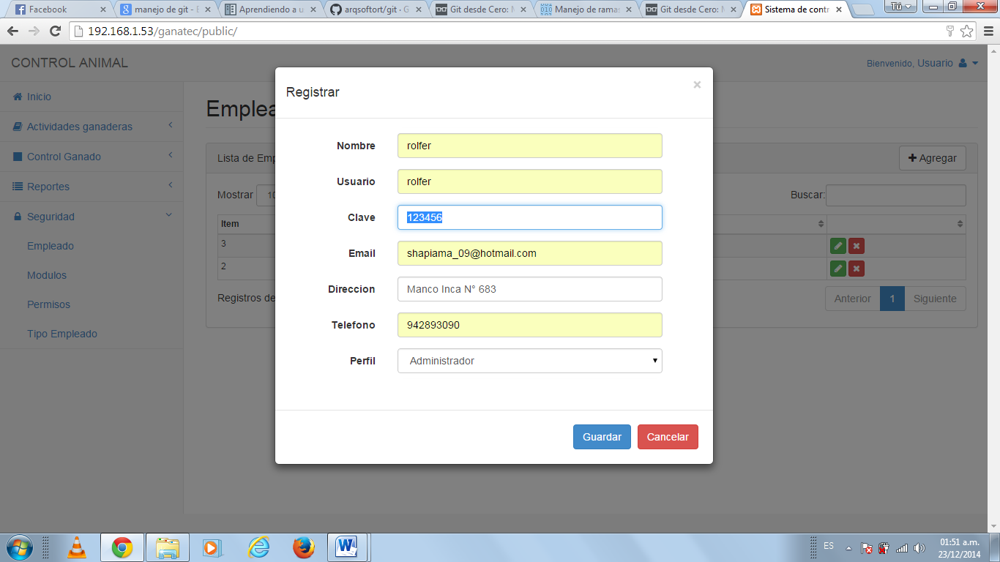 Facebook
manejo de git - B
Aprendiendo a u
arqsoftort/git · G
Git desde Cero: M
Manejo de ramas
Git desde Cero: M
Sistema de contr
Tú
192.168.1.53/ganatec/public/
CONTROL ANIMAL
Bienvenido, Usuario
Inicio
Actividades ganaderas
Control Ganado
Reportes
Seguridad
Empleado
Modulos
Permisos
Tipo Empleado
Emplea
Lista de Emp
Agregar
Mostrar 10
Buscar:
Item
3
2
Registros de
Anterior 1 Siguiente
Registrar
×
Nombre rolfer
Usuario rolfer
Clave 123456
Email shapiama_09@hotmail.com
Direccion Manco Inca N° 683
Telefono 942893090
Perfil Administrador
Guardar Cancelar
ES
01:51 a.m.
23/12/2014